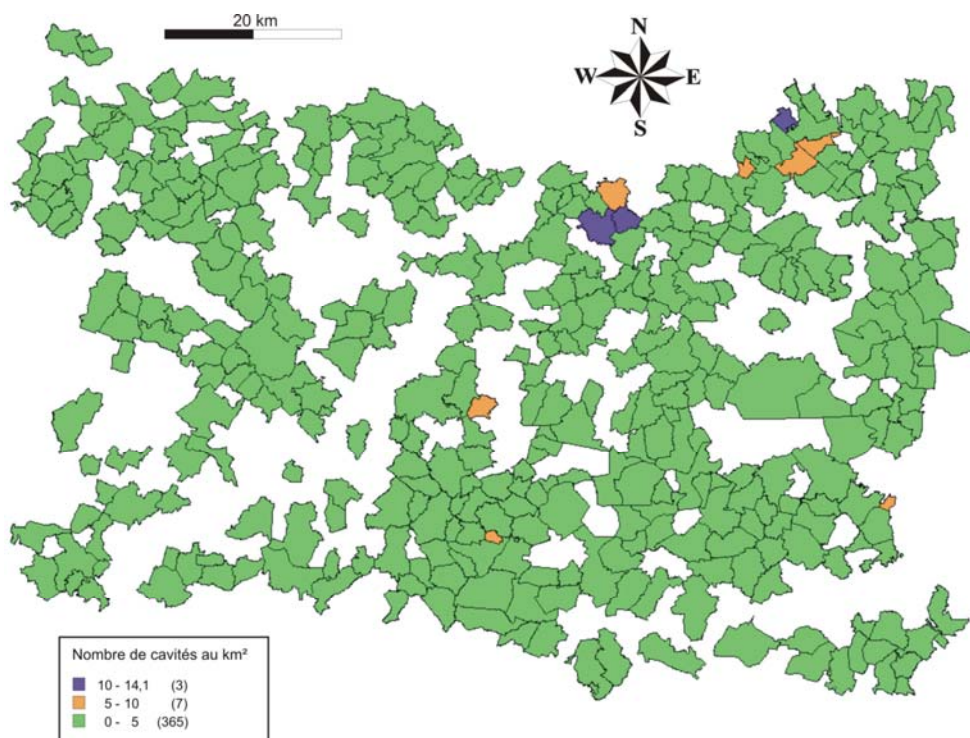 20 km
N
W E
S
Nombre de cavités au km²
10 - 14,1 (3)
5 - 10 (7)
0 - 5 (365)